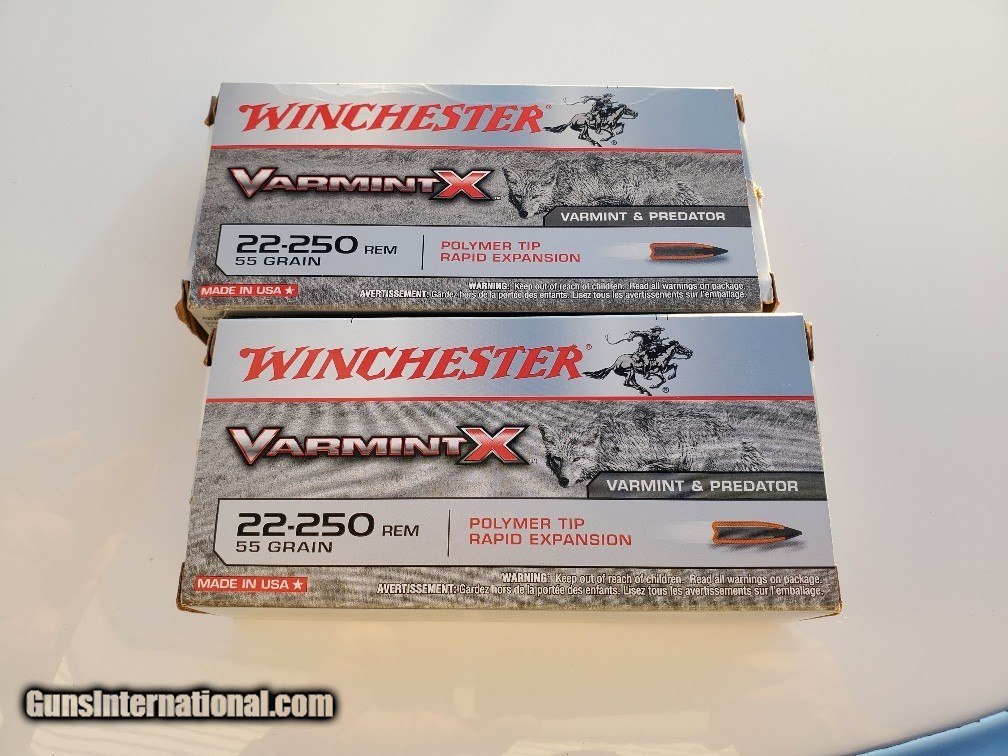 WINCHESTER®
VARMINT X
VARMINT & PREDATOR
22-250 REM
55 GRAIN
POLYMER TIP
RAPID EXPANSION
MADE IN USA ★
WARNING: Keep out of reach of children. Read all warnings on package.
AVERTISSEMENT: Gardez hors de la portée des enfants. Lisez tous les avertissements sur l'emballage.
WINCHESTER®
VARMINT X
VARMINT & PREDATOR
22-250 REM
55 GRAIN
POLYMER TIP
RAPID EXPANSION
MADE IN USA ★
WARNING: Keep out of reach of children. Read all warnings on package.
AVERTISSEMENT: Gardez hors de la portée des enfants. Lisez tous les avertissements sur l'emballage.
GunsInternational.com